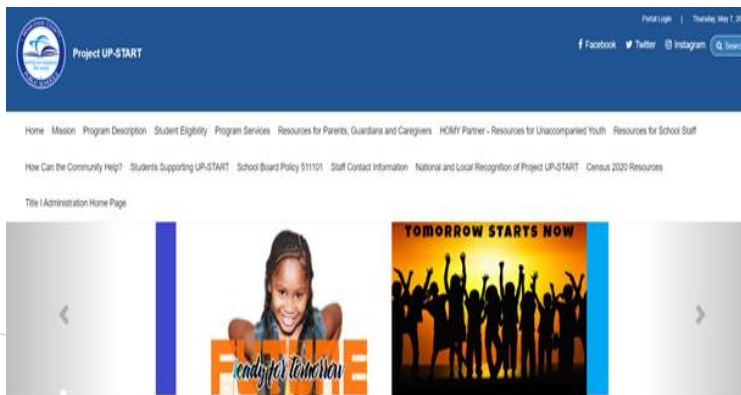 Portal Login | Thursday, May 7, 20
Project UP-START
Facebook Twitter Instagram Search
Home Mission Program Description Student Eligibility Program Services Resources for Parents, Guardians and Caregivers HOMY Partner - Resources for Unaccompanied Youth Resources for School Staff
How Can the Community Help? Students Supporting UP-START School Board Policy 5111.01 Staff Contact Information National and Local Recognition of Project UP-START Census 2020 Resources
Title I Administration Home Page
TOMORROW STARTS NOW
FUTURE
Ready for tomorrow